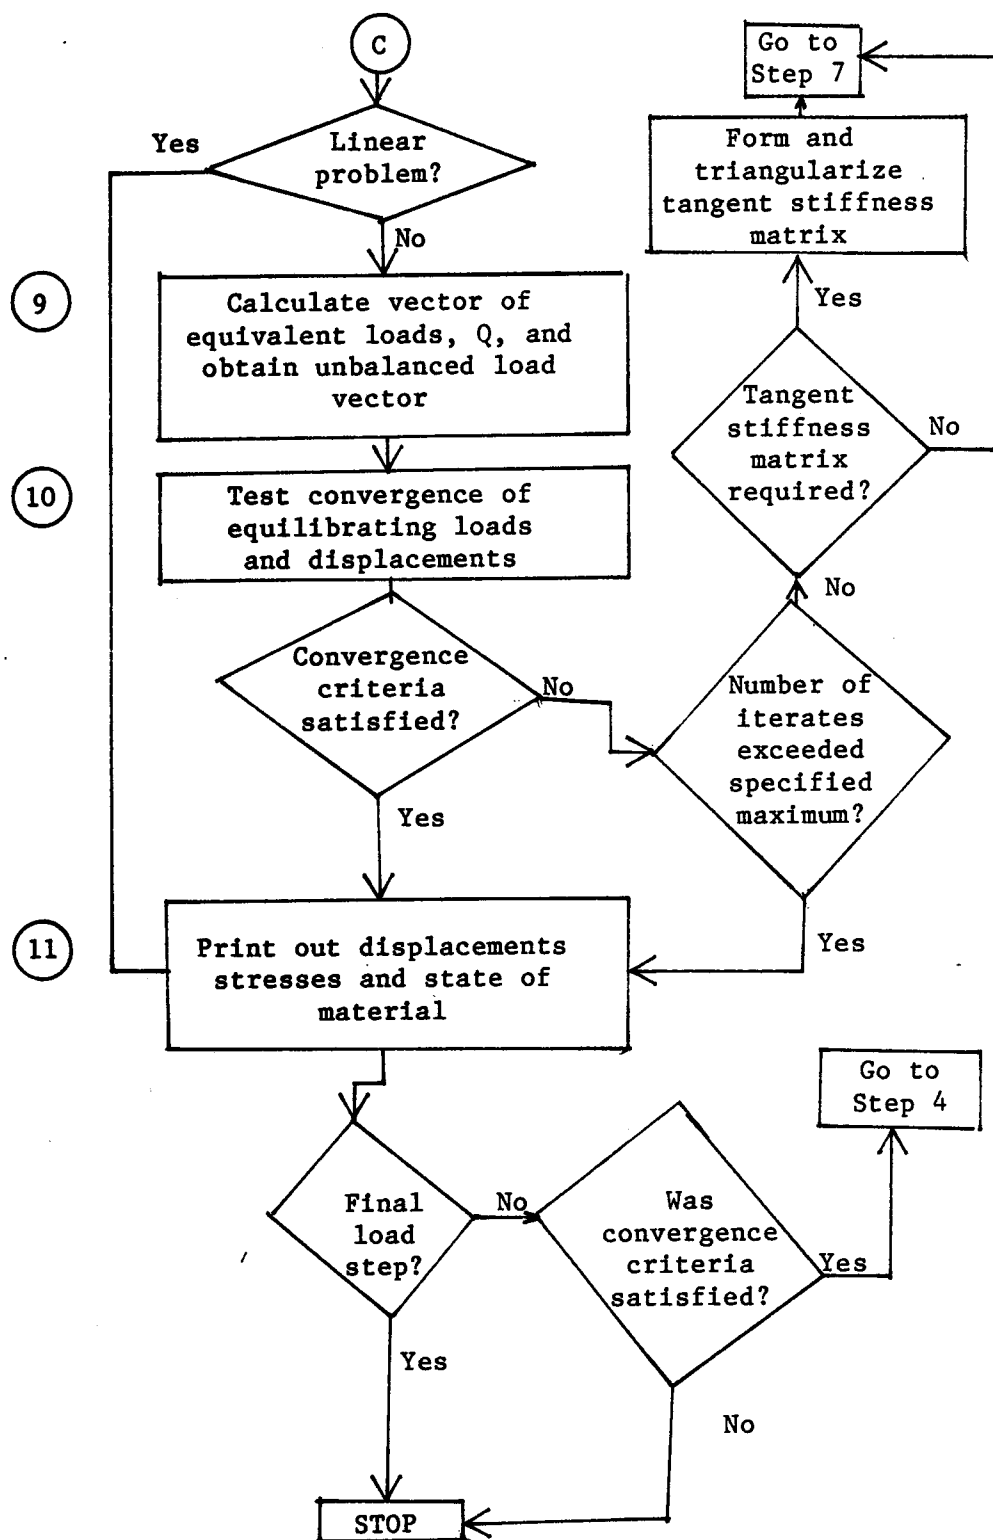 C
Go to
Step 7
Yes
Linear
problem?
No
Form and
triangularize
tangent stiffness
matrix
9
Calculate vector of
equivalent loads, Q, and
obtain unbalanced load
vector
Yes
Tangent
stiffness
matrix
required?
No
10
Test convergence of
equilibrating loads
and displacements
No
Convergence
criteria
satisfied?
No
Number of
iterates
exceeded
specified
maximum?
Yes
Yes
11
Print out displacements
stresses and state of
material
Go to
Step 4
Final
load
step?
No
Was
convergence
criteria
satisfied?
Yes
Yes
No
STOP